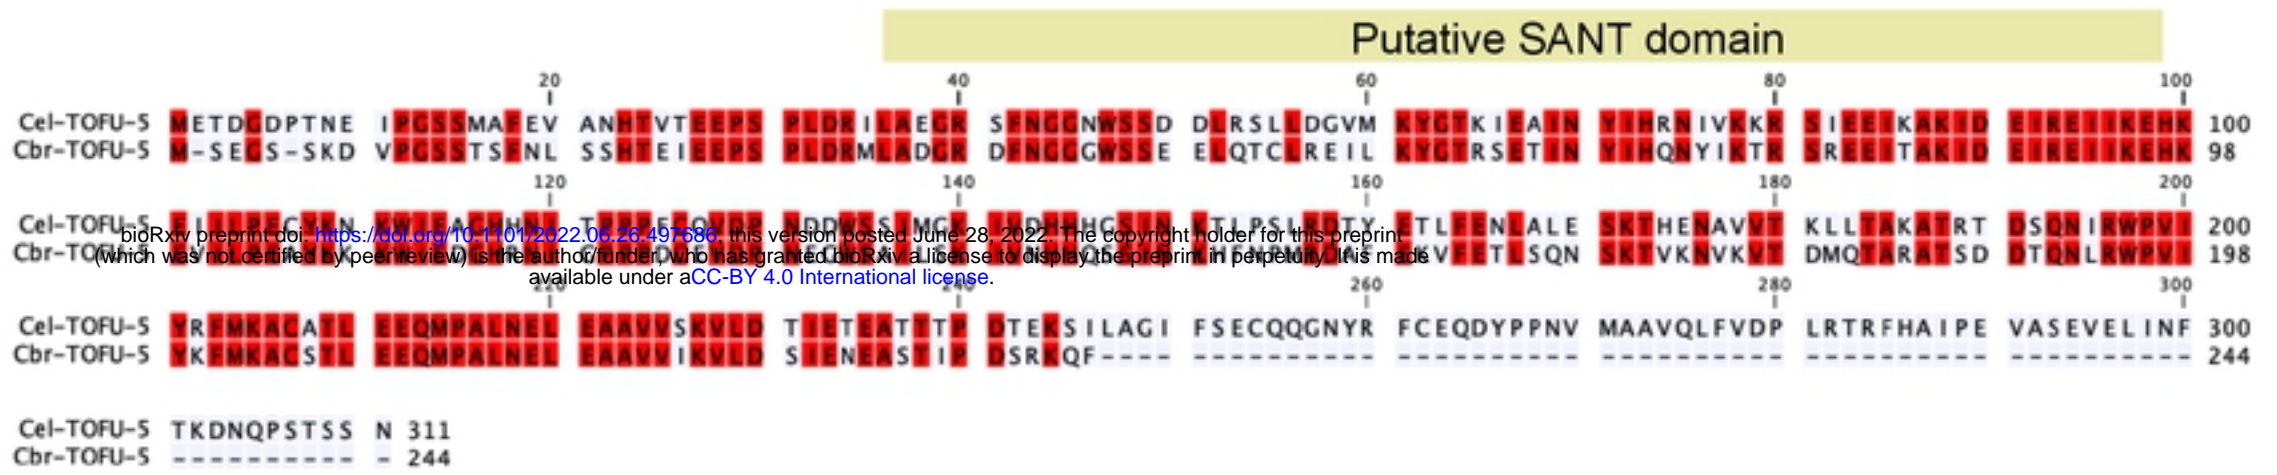 Putative SANT domain
20 40 60 80 100
Cel-TOFU-5 METDGDPTNE IPGSSMAFEV ANHTVTEEPS PLDRILAEGR SFNGGNWSSD DLRSLLDGVM KYGTKIEAIN YIHRNIVKKR SIEEIKAKID EIREIIKEHK 100
Cbr-TOFU-5 M-SEGS-SKD VPGSSTSFNL SSHTEIEEPS PLDRMLADGR DFNGGGWSSE ELQTCLREIL KYGTRSETIN YIHQNYIKTR SREEITAKID EIREIIKEHK 98
120 140 160 180 200
Cel-TOFU-5 ETLFENLALE SKTHENAVVT KLLTAKATRT DSQNIRWPVI 200
bioRxiv preprint doi: https://doi.org/10.1101/2022.06.26.497686; this version posted June 28, 2022. The copyright holder for this preprint
Cbr-TOFU-5 VFETLSQN SKTVKNVKVT DMQTARATSD DTQNLRWPVI 198
(which was not certified by peer review) is the author/funder, who has granted bioRxiv a license to display the preprint in perpetuity. It is made
available under aCC-BY 4.0 International license.
220 240 260 280 300
Cel-TOFU-5 YRFMKACATL EEQMPALNEL EAAVVSKVLD TIETEATTTP DTEKSILAGI FSECQQGNYR FCEQDYPPNV MAAVQLFVDP LRTRFHAIPE VASEVELINF 300
Cbr-TOFU-5 YKFMKACSTL EEQMPALNEL EAAVVIKVLD SIENEASTIP DSRKQF---- ---------- ---------- ---------- ---------- ---------- 244
Cel-TOFU-5 TKDNQPSTSS N 311
Cbr-TOFU-5 ---------- - 244